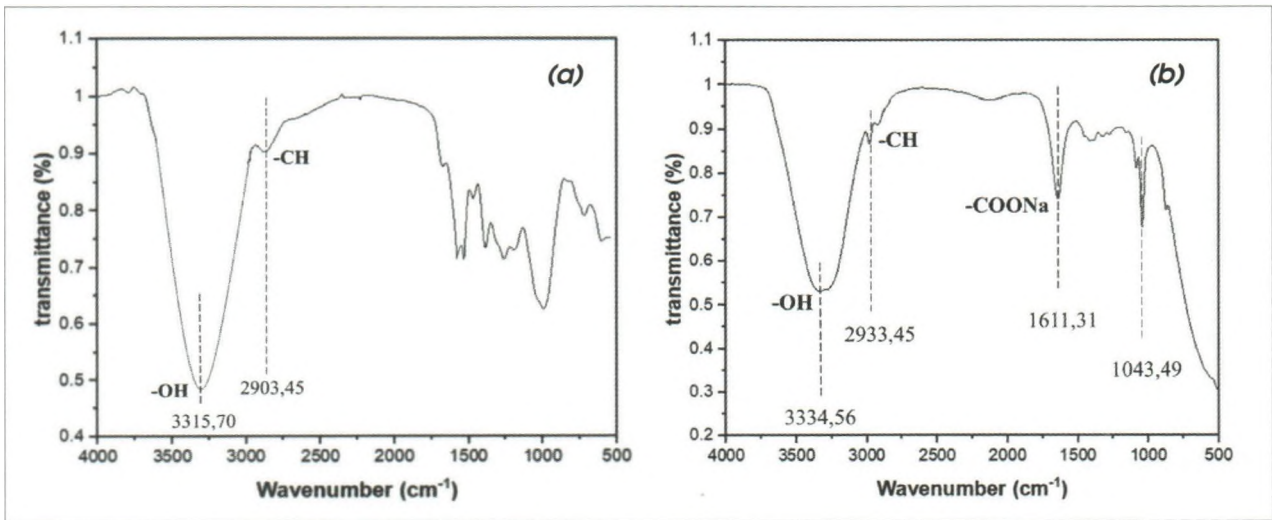 (a)
1.1
1
0.9
0.8
0.7
0.6
0.5
0.4
transmittance (%)
-CH
-OH
2903,45
3315,70
4000 3500 3000 2500 2000 1500 1000 500
Wavenumber (cm-1)
(b)
1.1
1
0.9
0.8
0.7
0.6
0.5
0.4
0.3
0.2
transmittance (%)
-CH
-COONa
-OH
2933,45
1611,31
1043,49
3334,56
4000 3500 3000 2500 2000 1500 1000 500
Wavenumber (cm-1)